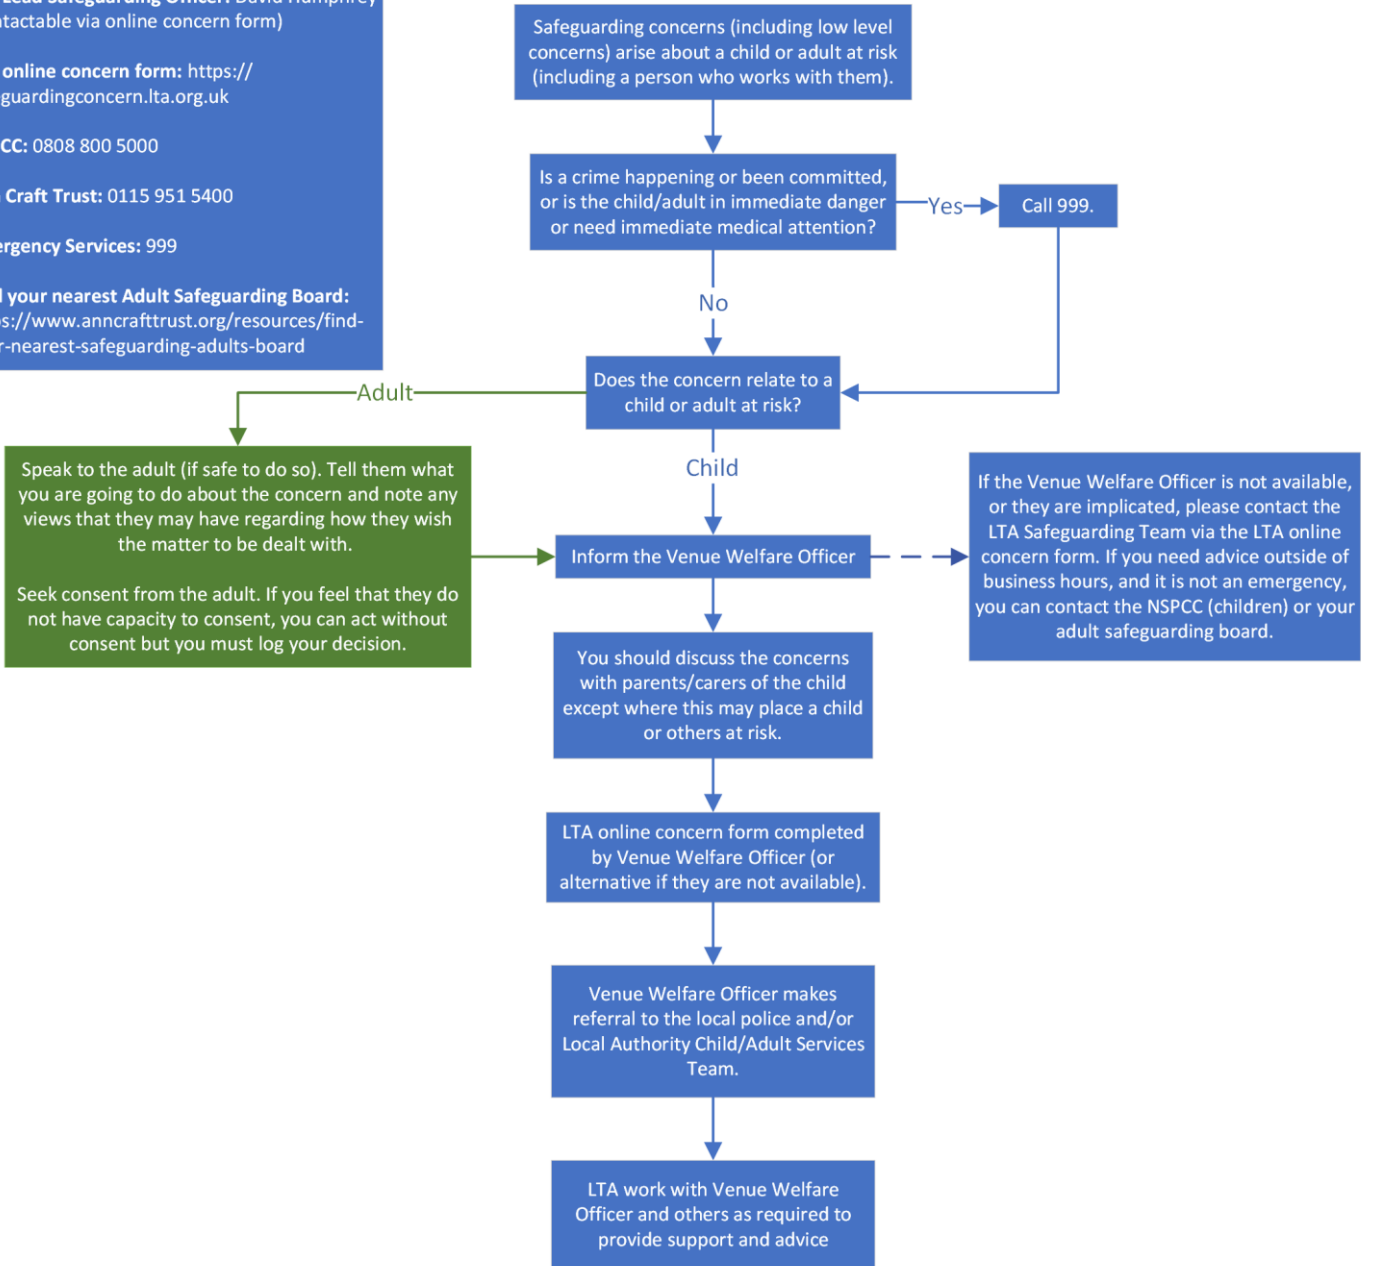 Lead Safeguarding Officer: David Humphrey
ntactable via online concern form)
online concern form: https://
eguardingconcern.lta.org.uk
CC: 0808 800 5000
Craft Trust: 0115 951 5400
ergency Services: 999
d your nearest Adult Safeguarding Board:
ps://www.anncrafttrust.org/resources/find-
r-nearest-safeguarding-adults-board
Safeguarding concerns (including low level
concerns) arise about a child or adult at risk
(including a person who works with them).
Is a crime happening or been committed,
or is the child/adult in immediate danger
or need immediate medical attention?
Yes
Call 999.
No
Does the concern relate to a
child or adult at risk?
Adult
Speak to the adult (if safe to do so). Tell them what
you are going to do about the concern and note any
views that they may have regarding how they wish
the matter to be dealt with.
Seek consent from the adult. If you feel that they do
not have capacity to consent, you can act without
consent but you must log your decision.
Child
Inform the Venue Welfare Officer
If the Venue Welfare Officer is not available,
or they are implicated, please contact the
LTA Safeguarding Team via the LTA online
concern form. If you need advice outside of
business hours, and it is not an emergency,
you can contact the NSPCC (children) or your
adult safeguarding board.
You should discuss the concerns
with parents/carers of the child
except where this may place a child
or others at risk.
LTA online concern form completed
by Venue Welfare Officer (or
alternative if they are not available).
Venue Welfare Officer makes
referral to the local police and/or
Local Authority Child/Adult Services
Team.
LTA work with Venue Welfare
Officer and others as required to
provide support and advice